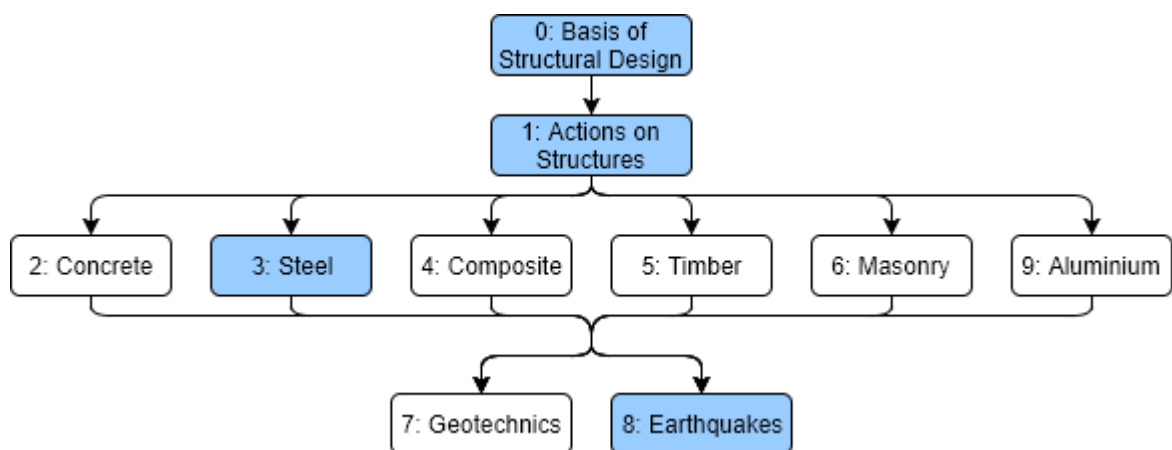 0: Basis of
Structural Design
1: Actions on
Structures
2: Concrete
3: Steel
4: Composite
5: Timber
6: Masonry
9: Aluminium
7: Geotechnics
8: Earthquakes